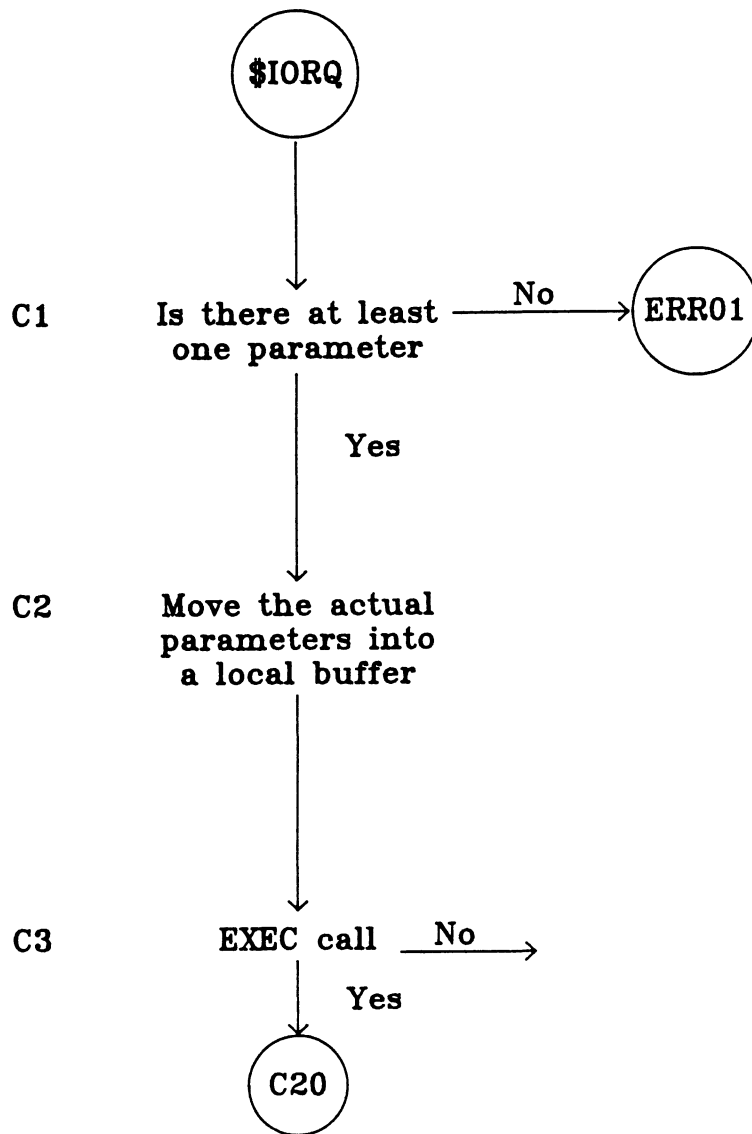 $IORQ
C1
Is there at least
one parameter
No
ERR01
Yes
C2
Move the actual
parameters into
a local buffer
C3
EXEC call
No
Yes
C20